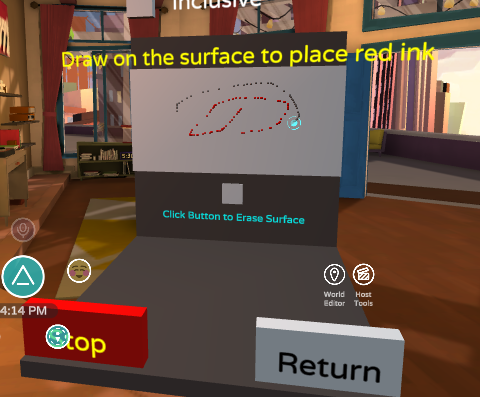 Inclusive
Draw on the surface to place red ink
Click Button to Erase Surface
World
Editor
Host
Tools
4:14 PM
Stop
Return